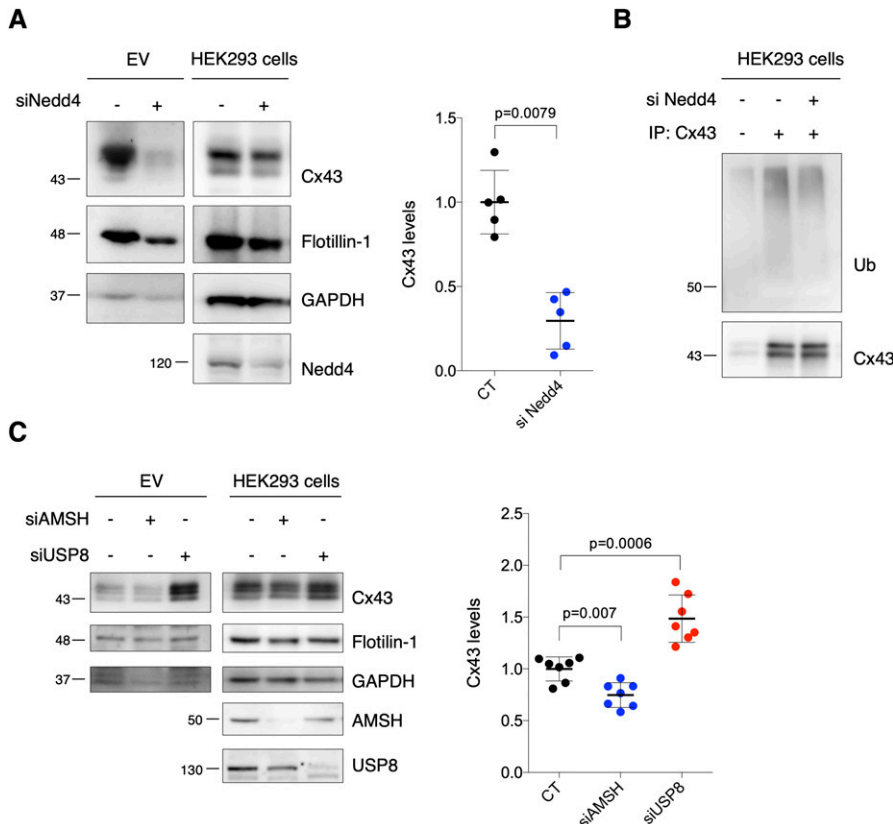 A
EV HEK293 cells
siNedd4 - + - +
43 Cx43
48 Flotillin-1
37 GAPDH
120 Nedd4
Cx43 levels
1.5
1.0
0.5
0.0
p=0.0079
CT si Nedd4
B
HEK293 cells
si Nedd4 - - +
IP: Cx43 - + +
50 Ub
43 Cx43
C
EV HEK293 cells
siAMSH - + - - + -
siUSP8 - - + - - +
43 Cx43
48 Flotilin-1
37 GAPDH
50 AMSH
130 USP8
Cx43 levels
2.5
2.0
1.5
1.0
0.5
0.0
p=0.0006
p=0.007
CT siAMSH siUSP8